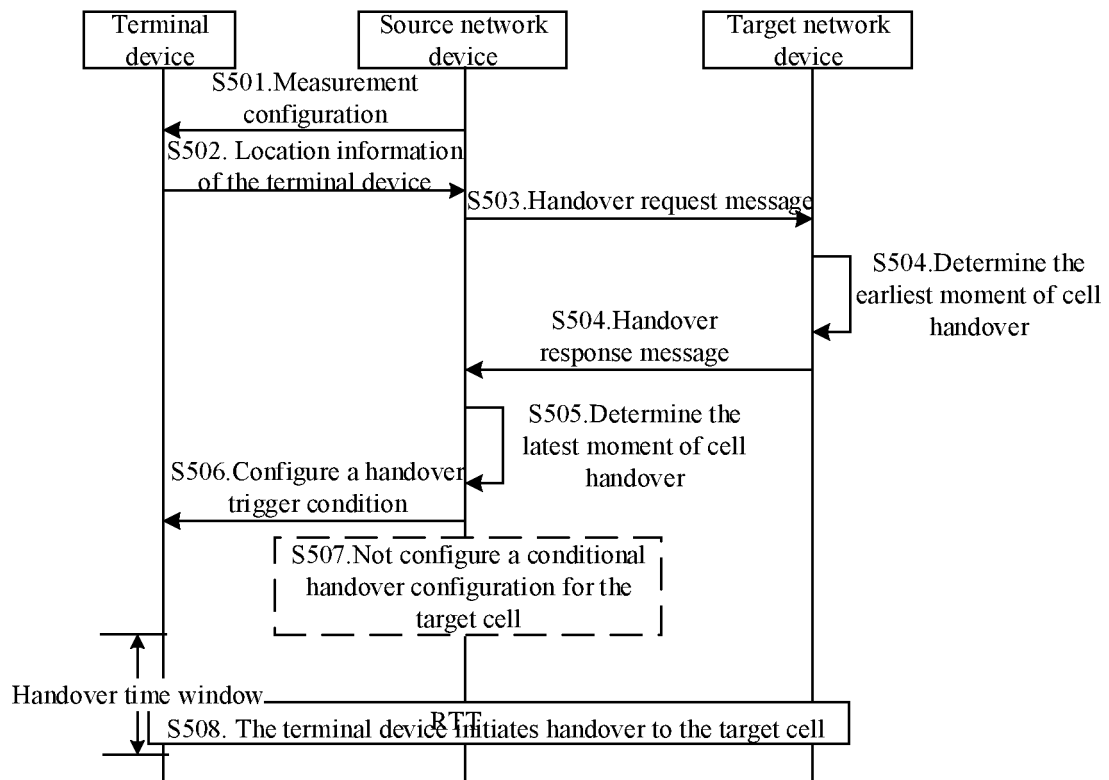 Terminal
device
Source network
device
Target network
device
S501.Measurement
configuration
S502. Location information
of the terminal device
S503.Handover request message
S504.Determine the
earliest moment of cell
handover
S504.Handover
response message
S505.Determine the
latest moment of cell
handover
S506.Configure a handover
trigger condition
S507.Not configure a conditional
handover configuration for the
target cell
Handover time window
RTT
S508. The terminal device initiates handover to the target cell